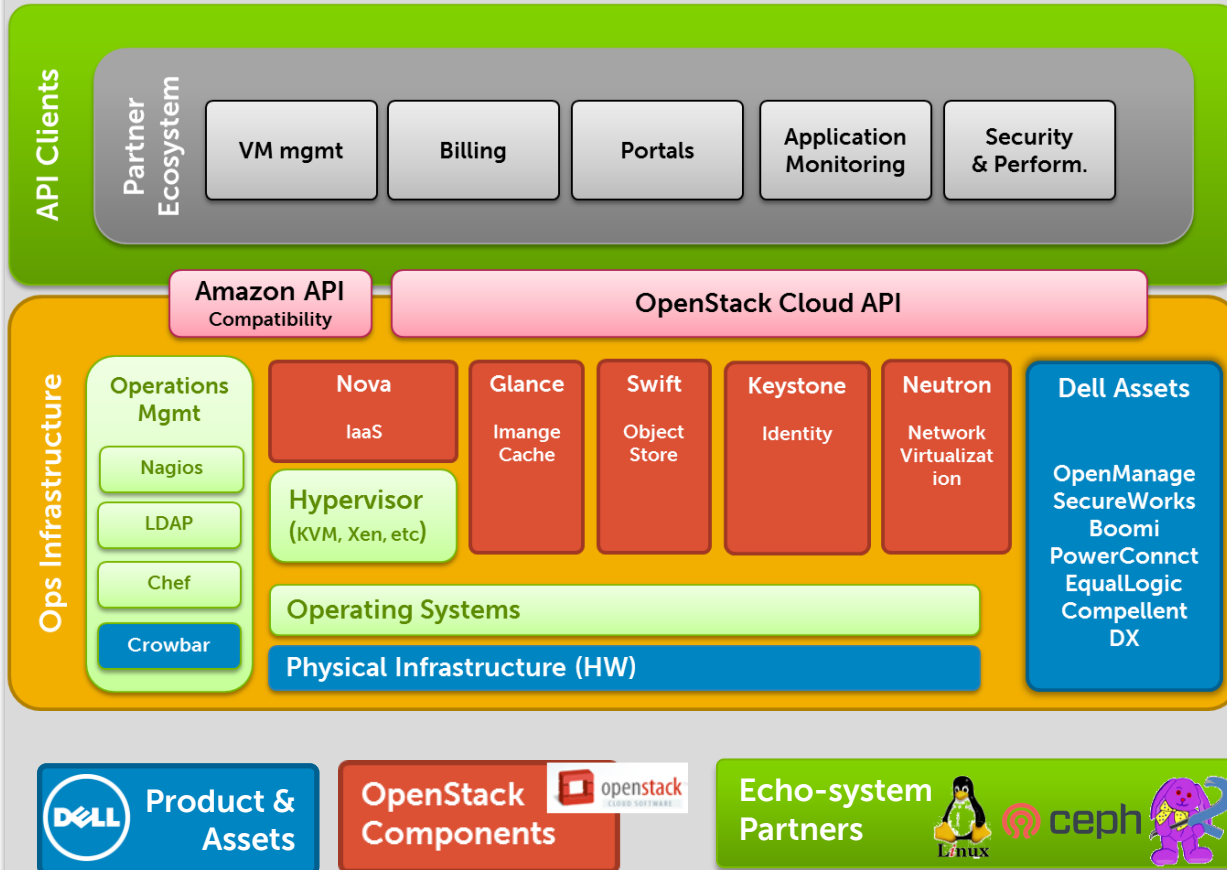 API Clients
Partner
Ecosystem
VM mgmt
Billing
Portals
Application
Monitoring
Security
& Perform.
Amazon API
Compatibility
OpenStack Cloud API
Ops Infrastructure
Operations
Mgmt
Nagios
LDAP
Chef
Crowbar
Nova
IaaS
Hypervisor
(KVM, Xen, etc)
Glance
Imange
Cache
Swift
Object
Store
Keystone
Identity
Neutron
Network
Virtualizat
ion
Operating Systems
Physical Infrastructure (HW)
Dell Assets
OpenManage
SecureWorks
Boomi
PowerConnct
EqualLogic
Compellent
DX
DELL
Product &
Assets
OpenStack
Components
openstack
CLOUD SOFTWARE
Echo-system
Partners
Linux
ceph